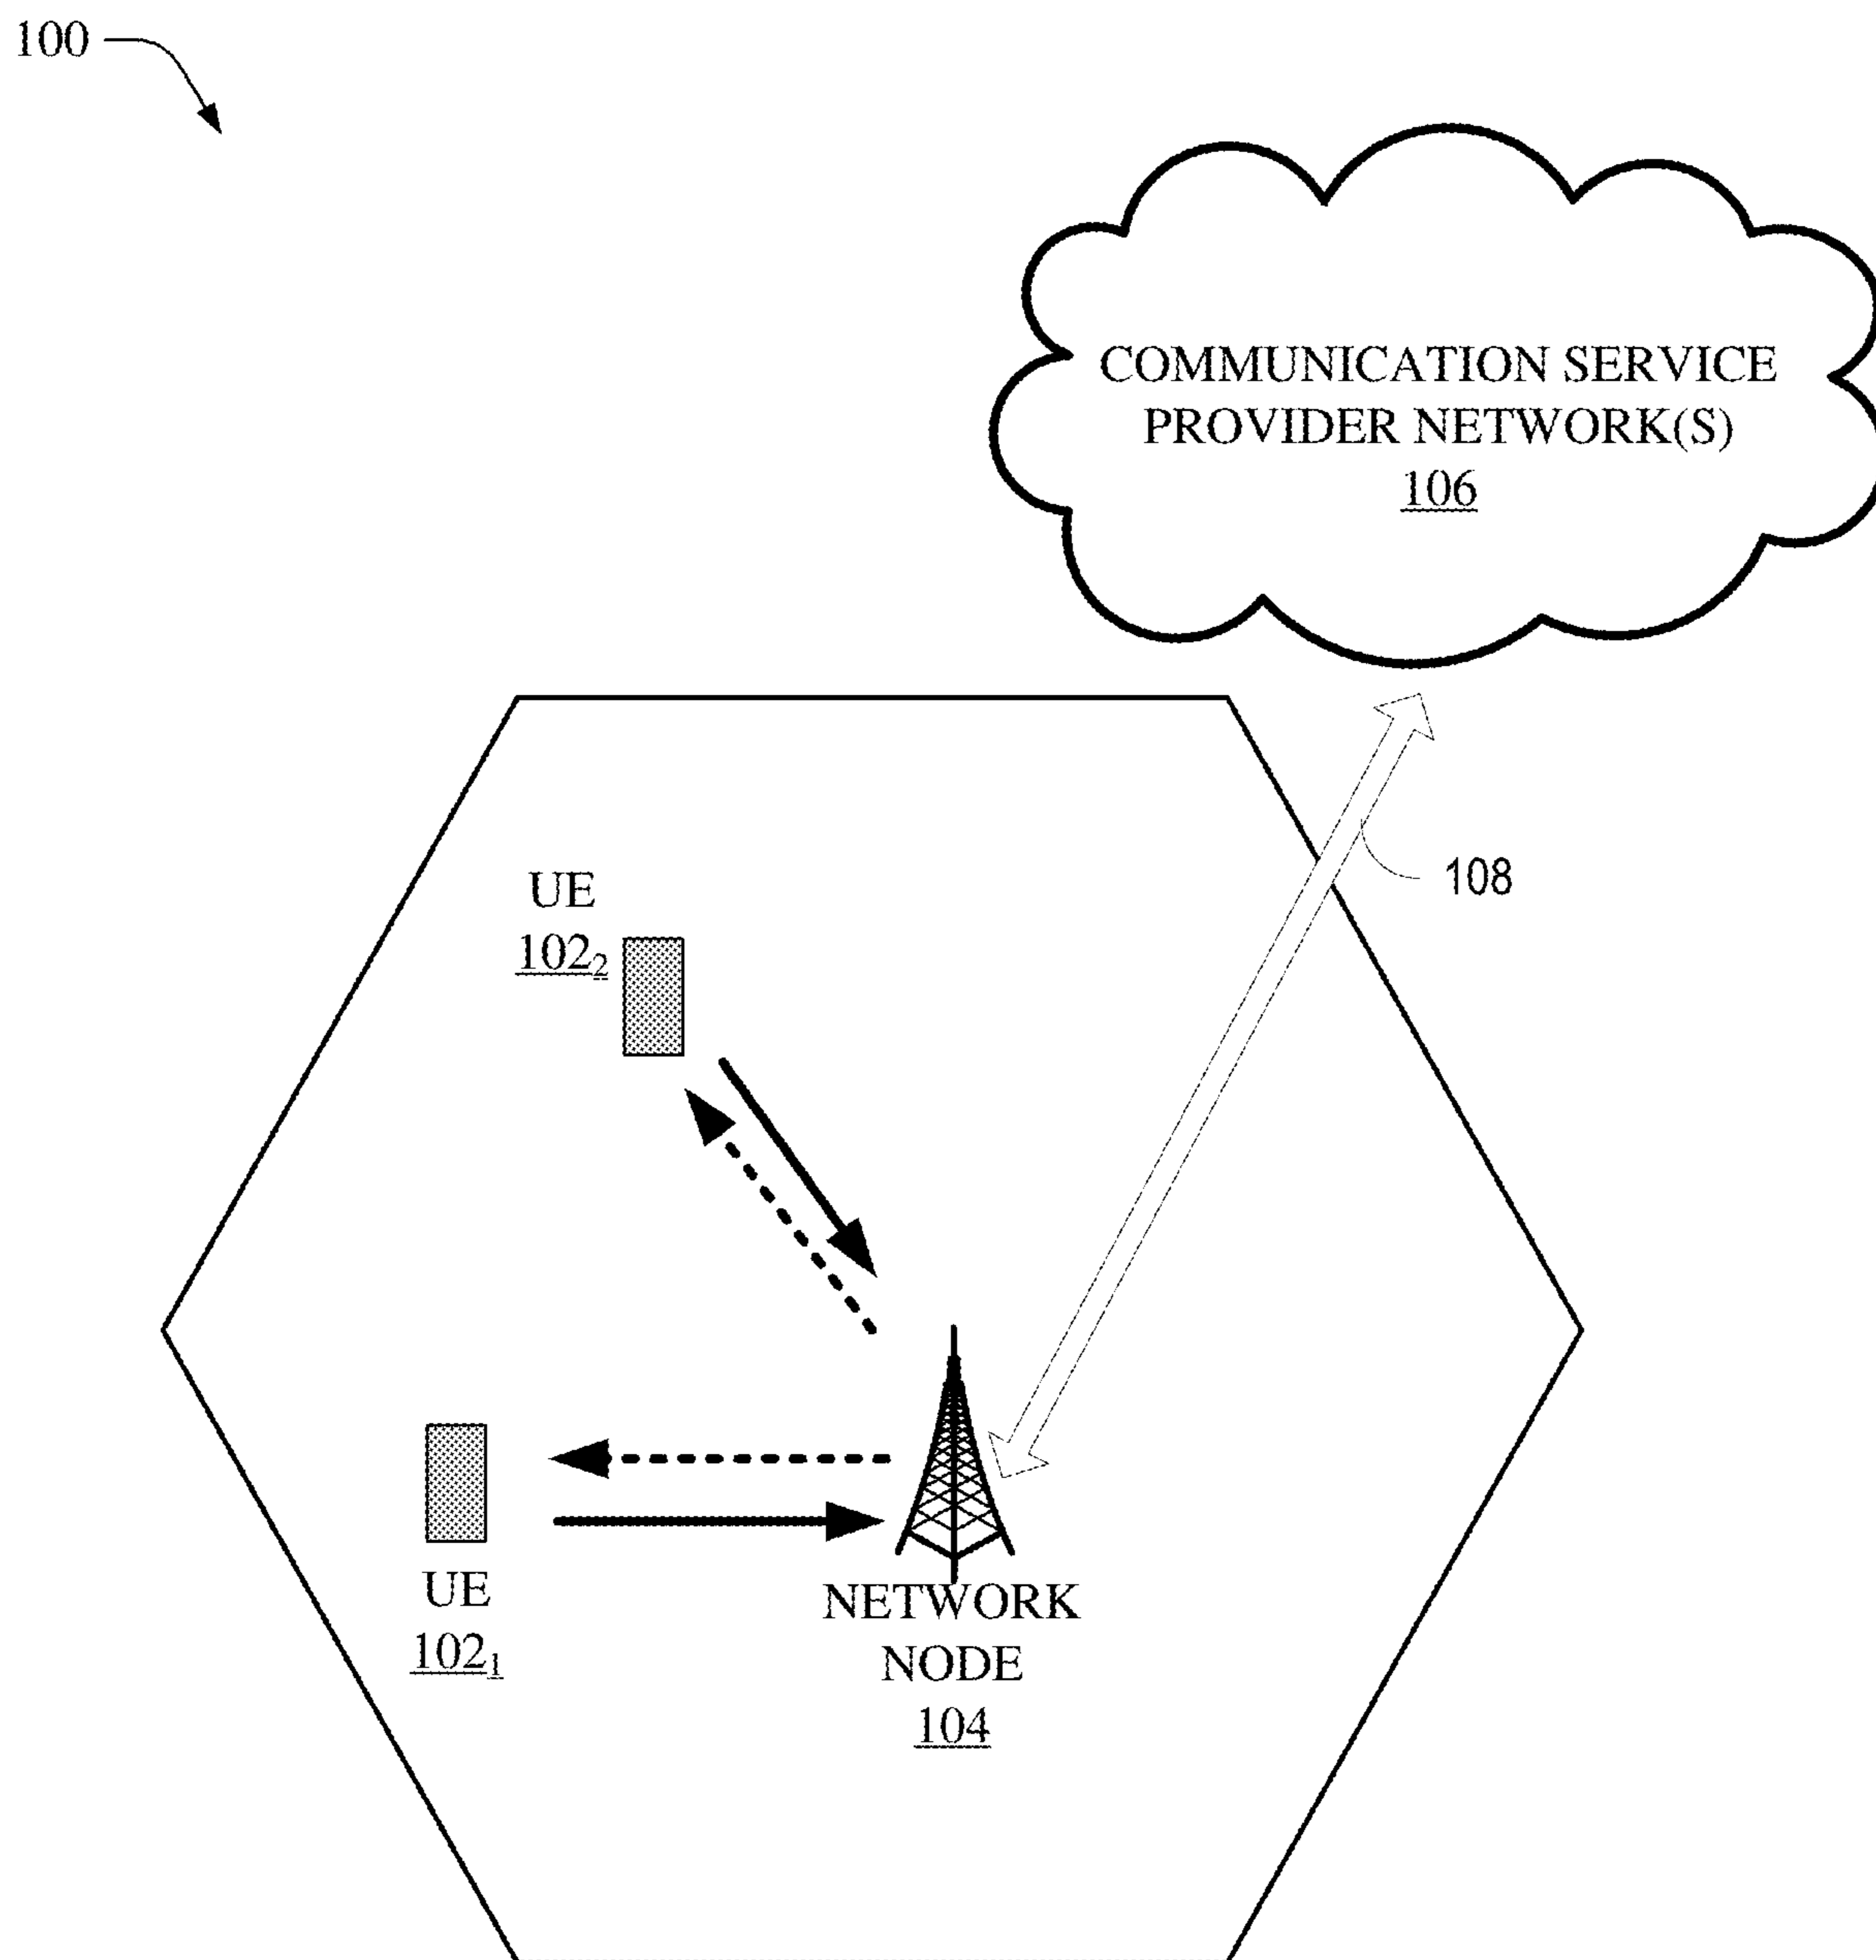 100
COMMUNICATION SERVICE
PROVIDER NETWORK(S)
106
108
UE
102₂
UE
102₁
NETWORK
NODE
104